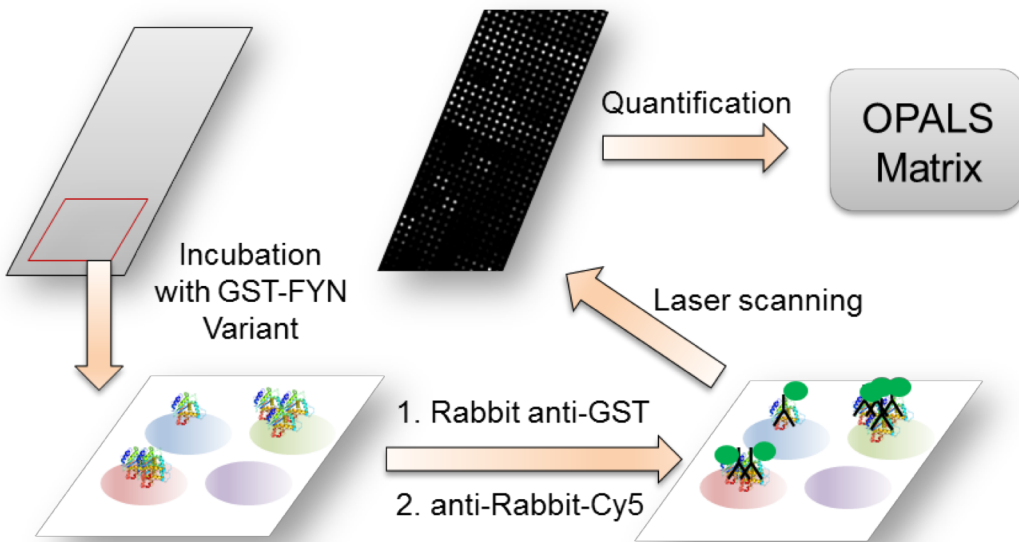 Incubation
with GST-FYN
Variant
1. Rabbit anti-GST
2. anti-Rabbit-Cy5
Laser scanning
Quantification
OPALS
Matrix